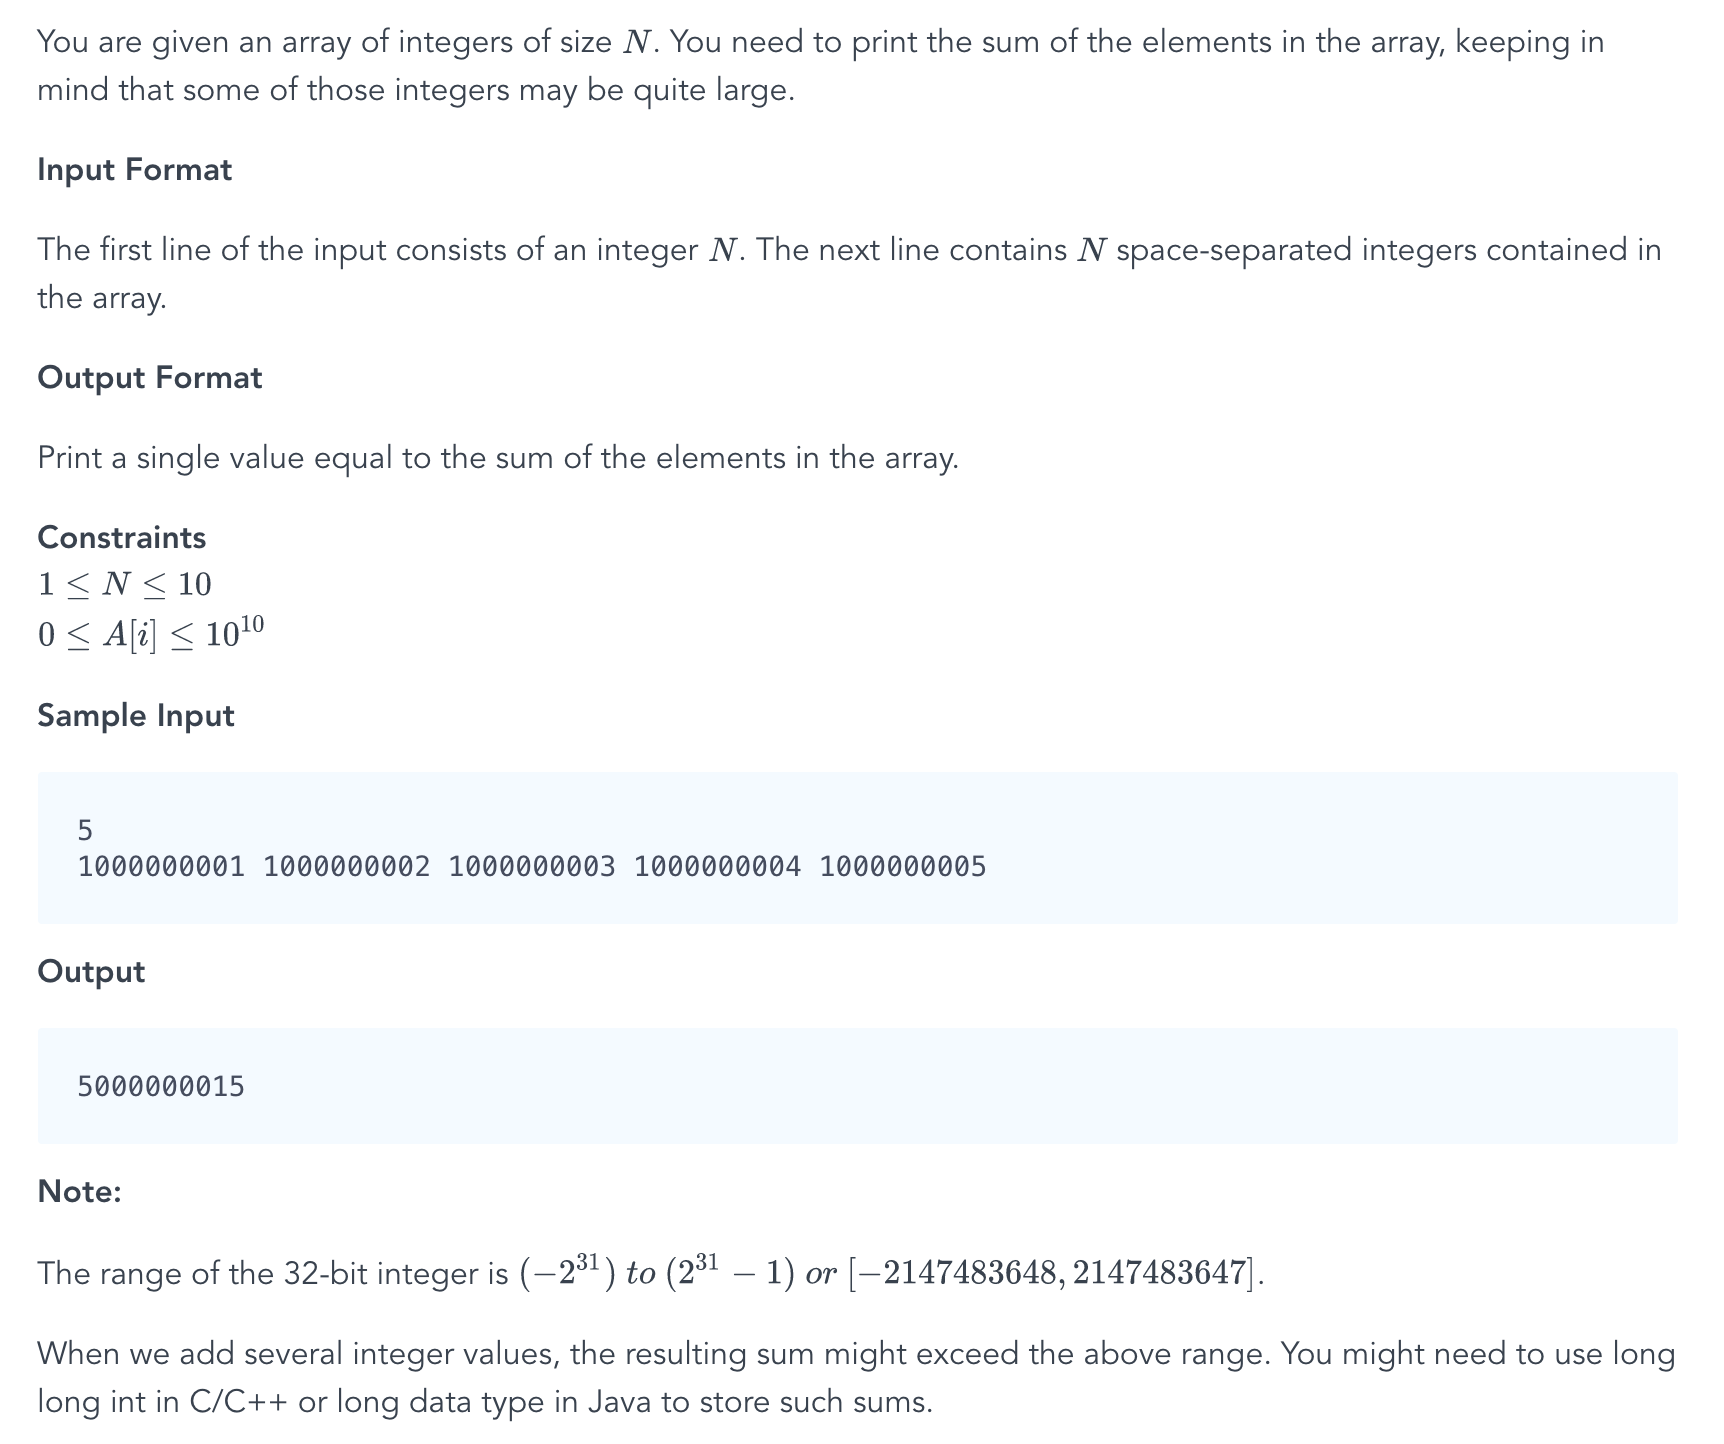 You are given an array of integers of size N. You need to print the sum of the elements in the array, keeping in
mind that some of those integers may be quite large.
Input Format
The first line of the input consists of an integer N. The next line contains N space-separated integers contained in
the array.
Output Format
Print a single value equal to the sum of the elements in the array.
Constraints
1 ≤ N ≤ 10
0 ≤ A[i] ≤ 10^10
Sample Input
5
1000000001 1000000002 1000000003 1000000004 1000000005
Output
5000000015
Note:
The range of the 32-bit integer is (−2^31) to (2^31 − 1) or [−2147483648, 2147483647].
When we add several integer values, the resulting sum might exceed the above range. You might need to use long
long int in C/C++ or long data type in Java to store such sums.